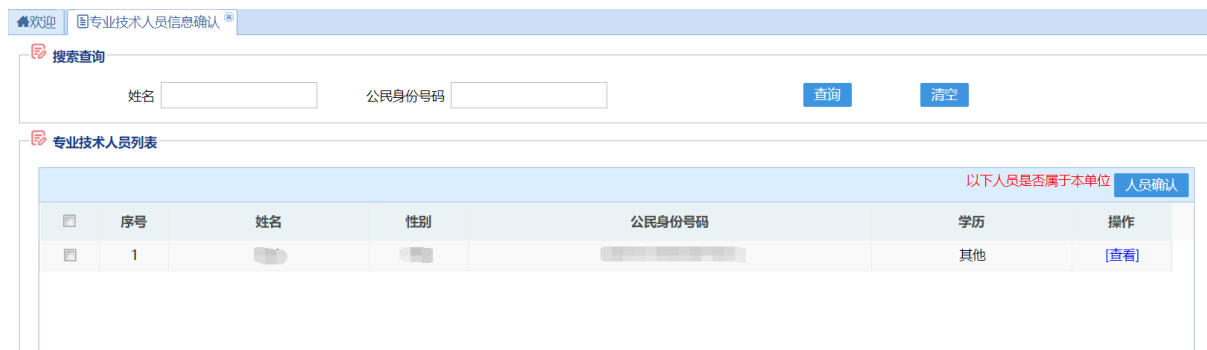 欢迎 专业技术人员信息确认
搜索查询
姓名 公民身份号码 查询 清空
专业技术人员列表
以下人员是否属于本单位 人员确认
序号 姓名 性别 公民身份号码 学历 操作
1 其他 [查看]